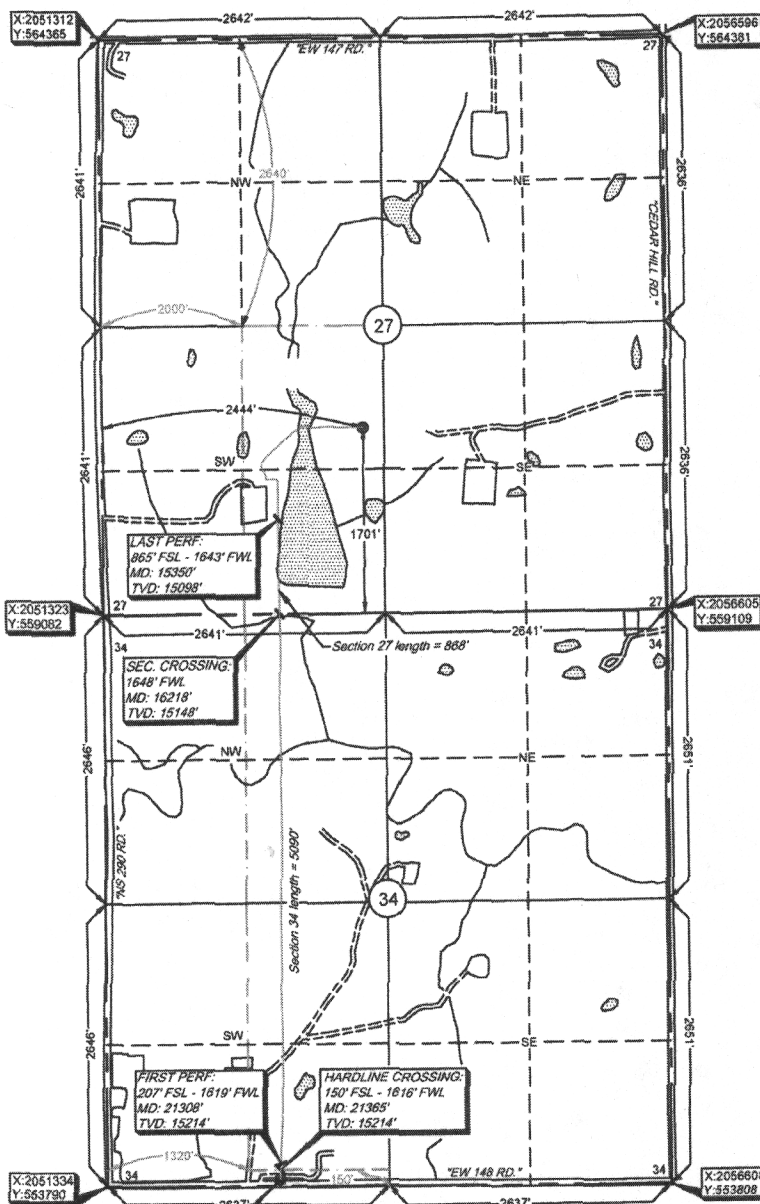 X:2051312
Y:564365
2642'
2642'
X:2056596
Y:564381
27
"EW 147 RD."
27
2640'
2641'
NW
NE
2636'
"CEDAR HILL RD."
2000'
27
2444'
2641'
SW
SE
2636'
1701'
LAST PERF:
865' FSL - 1643' FWL
MD: 15350'
TVD: 15098'
X:2051323
Y:559082
27
27
X:2056605
Y:559109
2641'
2641'
34
Section 27 length = 868'
34
SEC. CROSSING:
1648' FWL
MD: 16218'
TVD: 15148'
2646'
NW
NE
2651'
"NS 290 RD."
Section 34 length = 5090'
34
2646'
SW
SE
2651'
FIRST PERF:
207' FSL - 1619' FWL
MD: 21308'
TVD: 15214'
HARDLINE CROSSING:
150' FSL - 1616' FWL
MD: 21365'
TVD: 15214'
1320'
150'
"EW 148 RD."
X:2051334
Y:553790
34
34
Y:553808
2637'
2637'